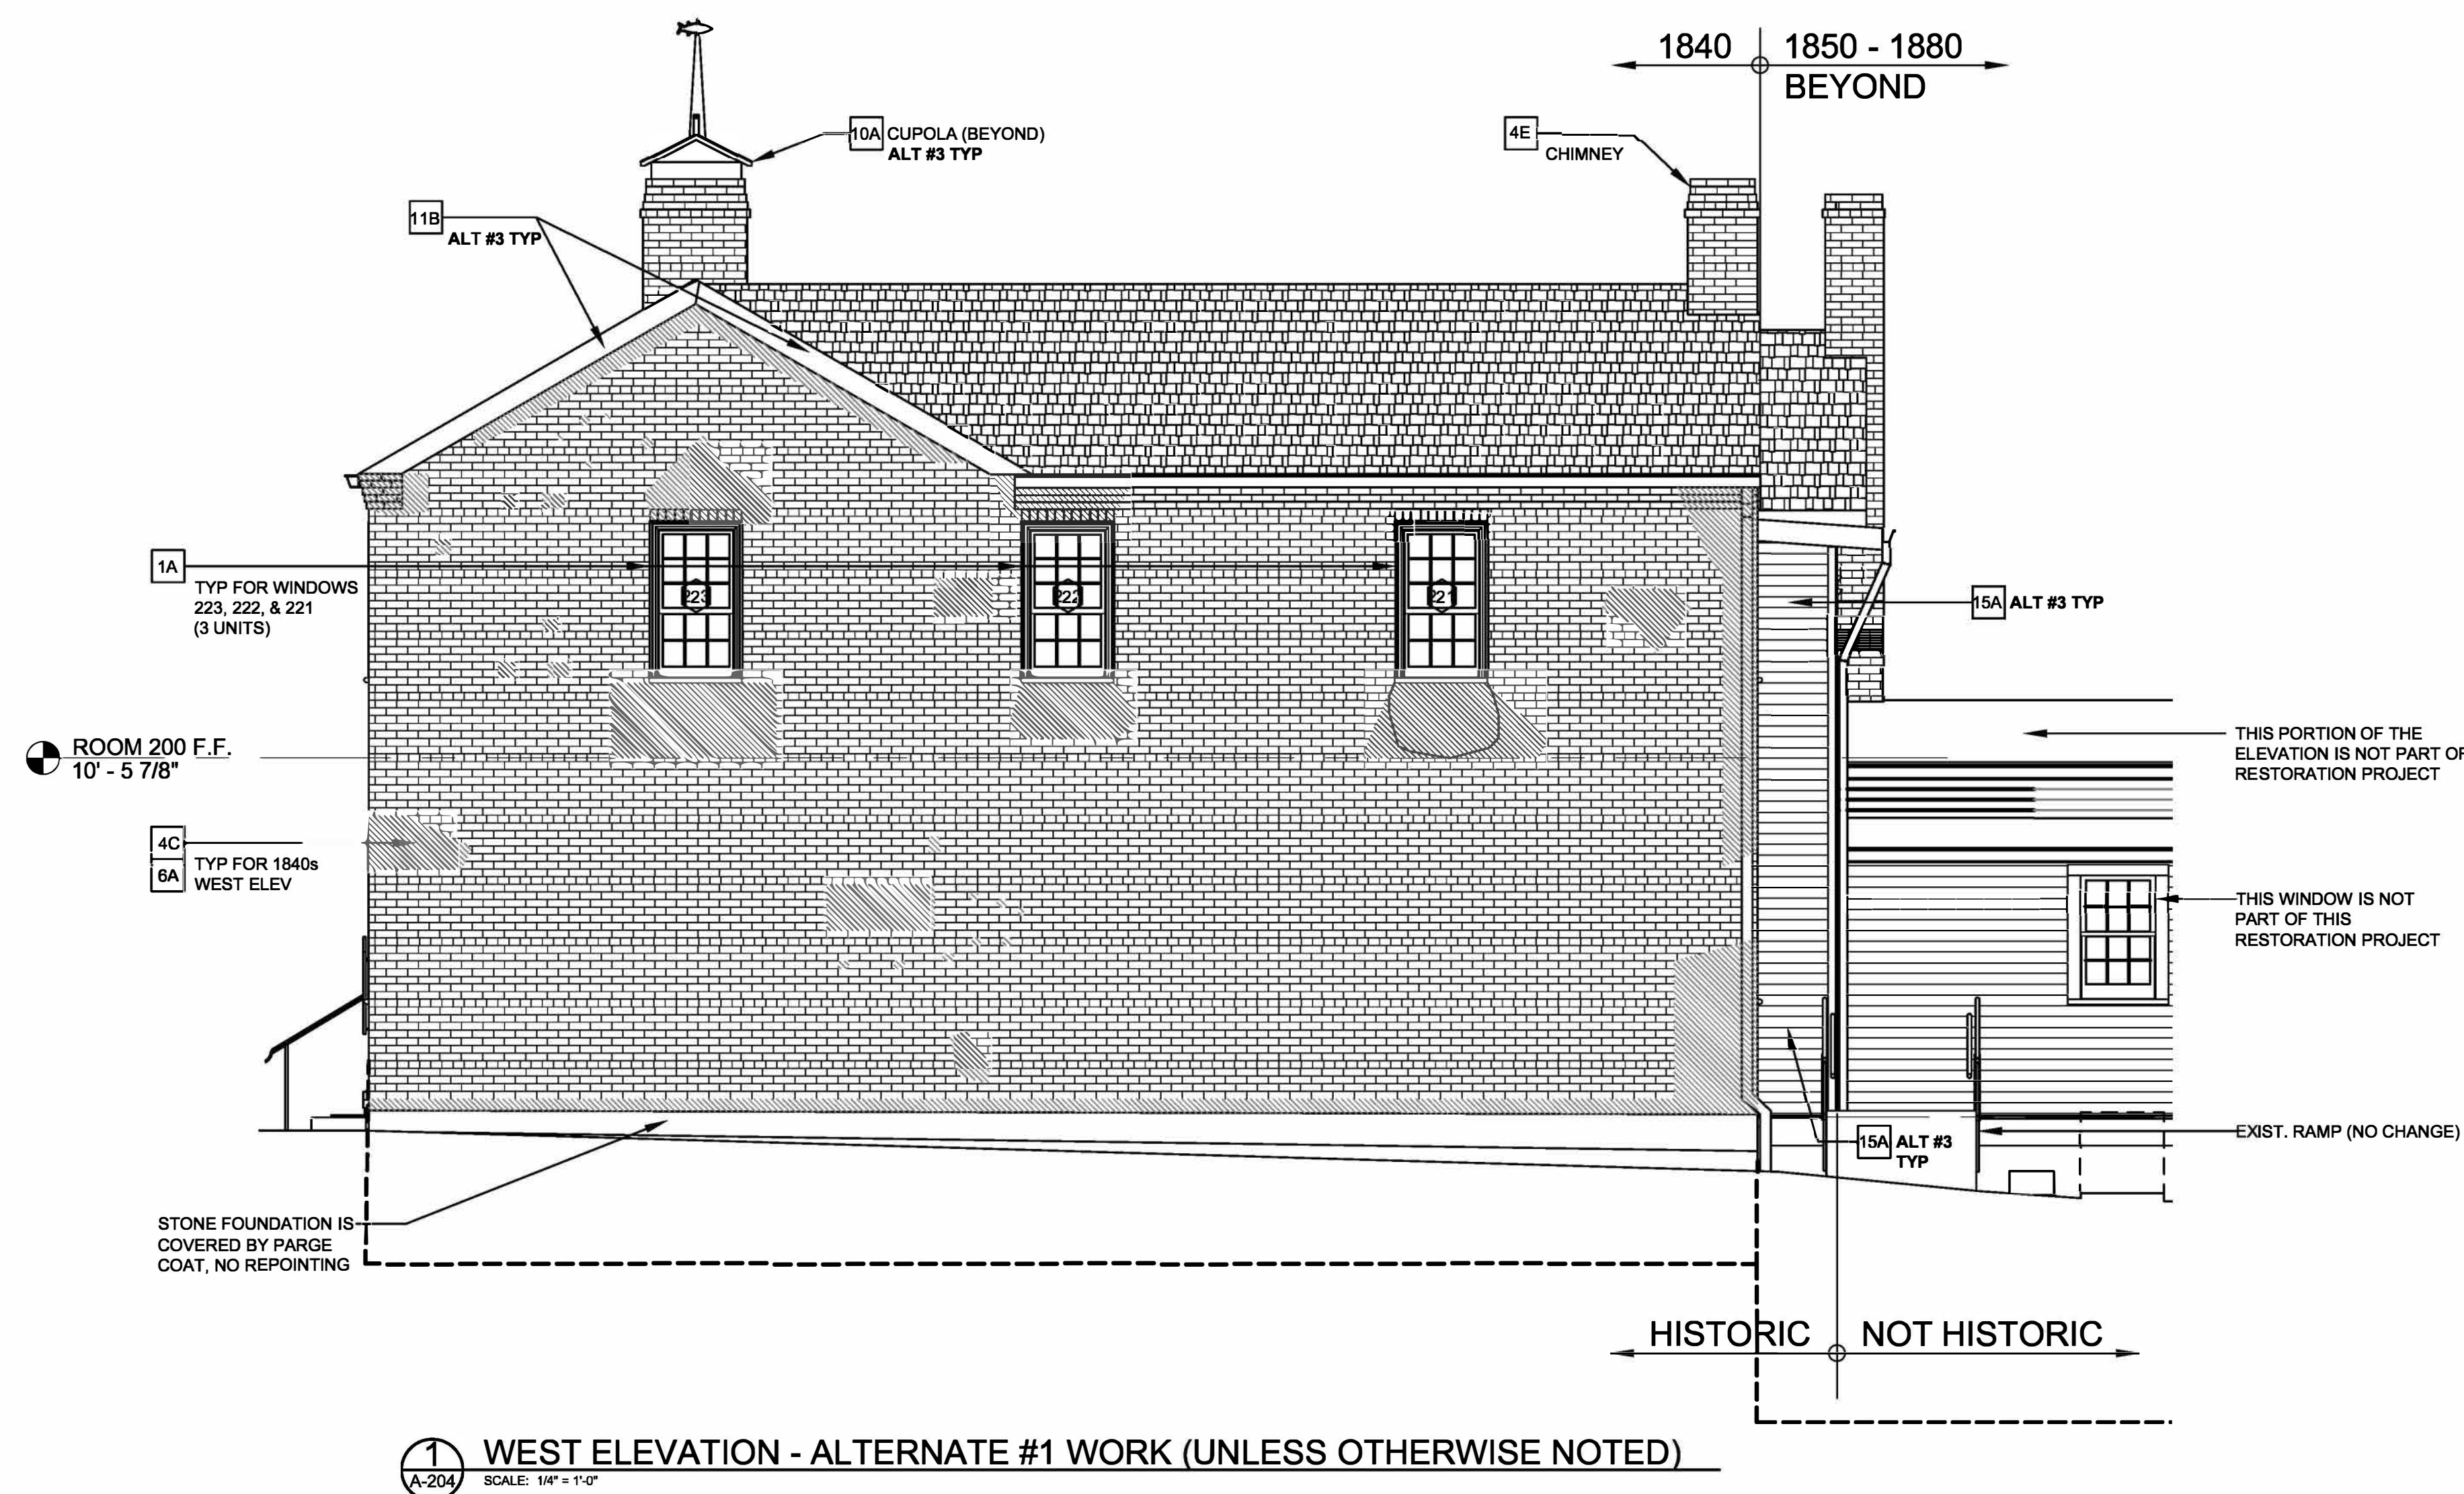 1840
1850 - 1880
BEYOND
10A CUPOLA (BEYOND)
ALT #3 TYP
4E
CHIMNEY
11B
ALT #3 TYP
1A
TYP FOR WINDOWS
223, 222, & 221
(3 UNITS)
223
222
221
15A ALT #3 TYP
ROOM 200 F.F.
10' - 5 7/8"
THIS PORTION OF THE
ELEVATION IS NOT PART OF
RESTORATION PROJECT
4C
6A
TYP FOR 1840s
WEST ELEV
THIS WINDOW IS NOT
PART OF THIS
RESTORATION PROJECT
15A ALT #3
TYP
EXIST. RAMP (NO CHANGE)
STONE FOUNDATION IS
COVERED BY PARGE
COAT, NO REPOINTING
HISTORIC
NOT HISTORIC
1
A-204
WEST ELEVATION - ALTERNATE #1 WORK (UNLESS OTHERWISE NOTED)
SCALE: 1/4" = 1'-0"